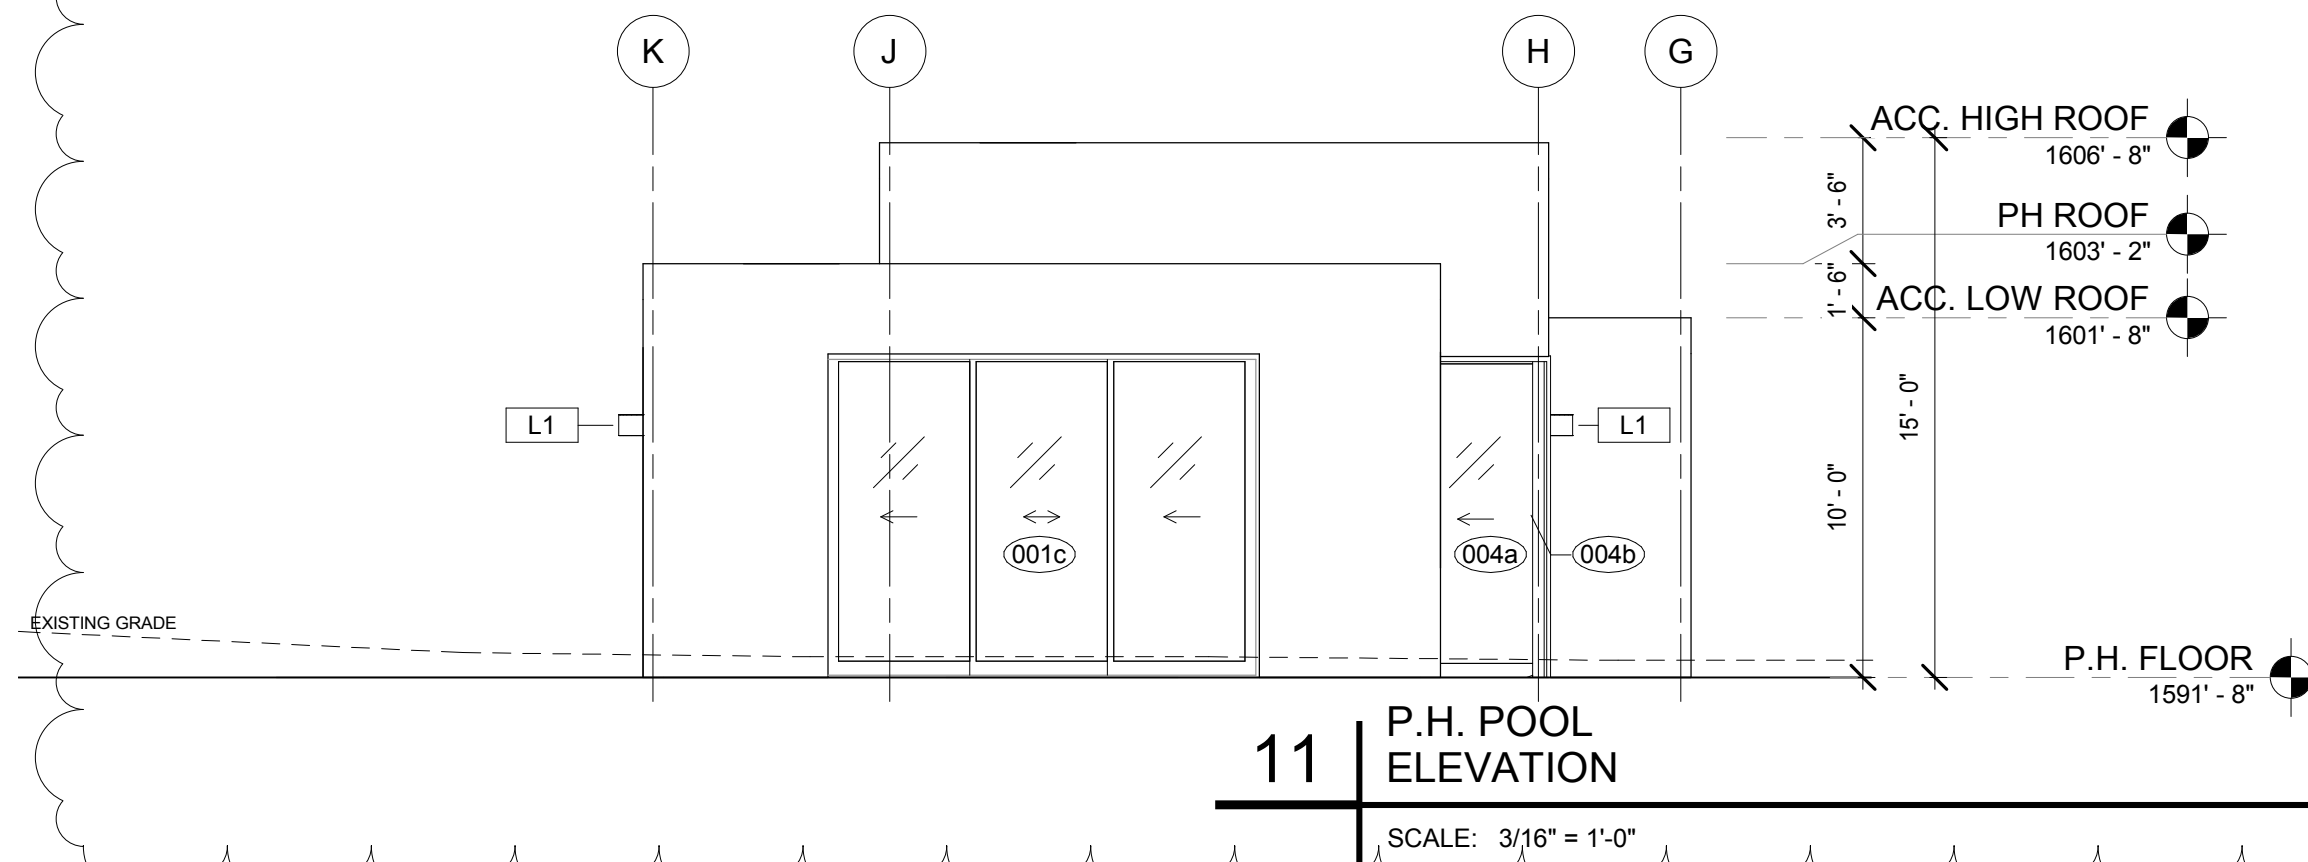 K
J
H
G
ACC. HIGH ROOF
1606' - 8"
3' - 6"
PH ROOF
1603' - 2"
1' - 6"
ACC. LOW ROOF
1601' - 8"
15' - 0"
L1
L1
10' - 0"
001c
004a
004b
EXISTING GRADE
P.H. FLOOR
1591' - 8"
11
P.H. POOL
ELEVATION
SCALE: 3/16" = 1'-0"